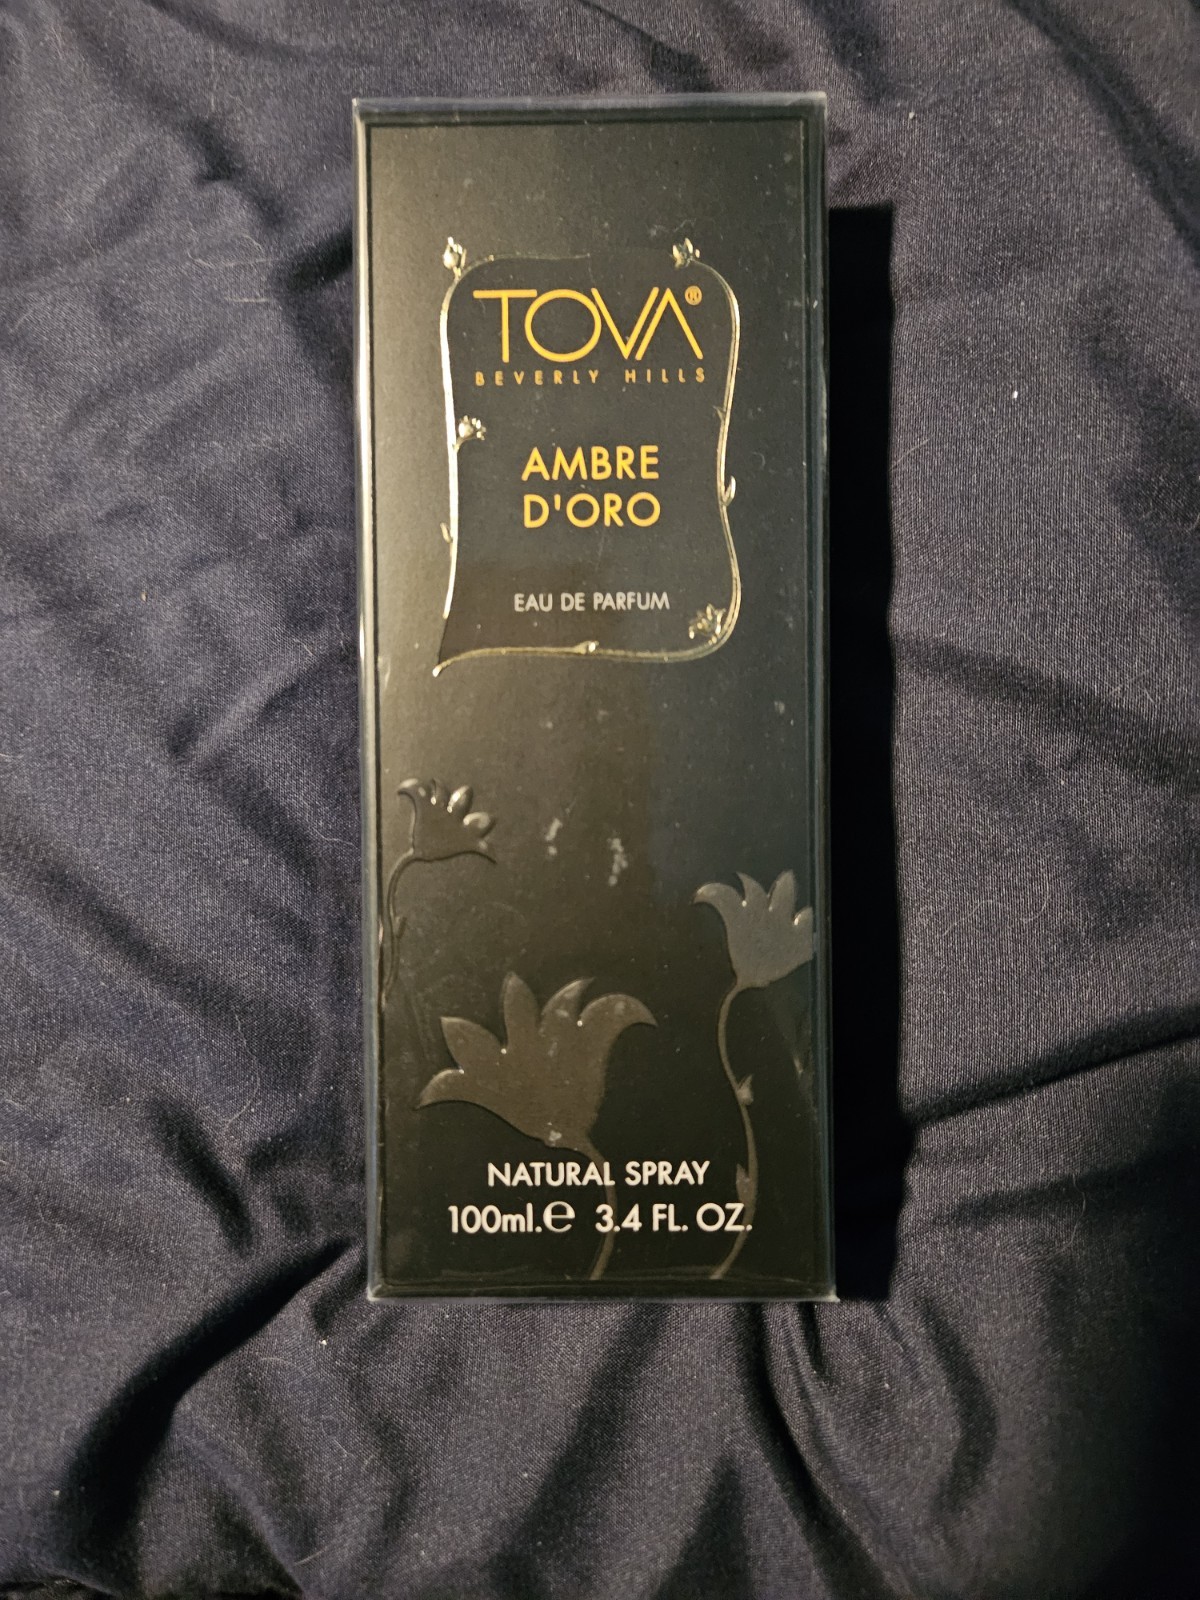 TOVA®
BEVERLY HILLS
AMBRE
D'ORO
EAU DE PARFUM
NATURAL SPRAY
100ml.℮ 3.4 FL. OZ.